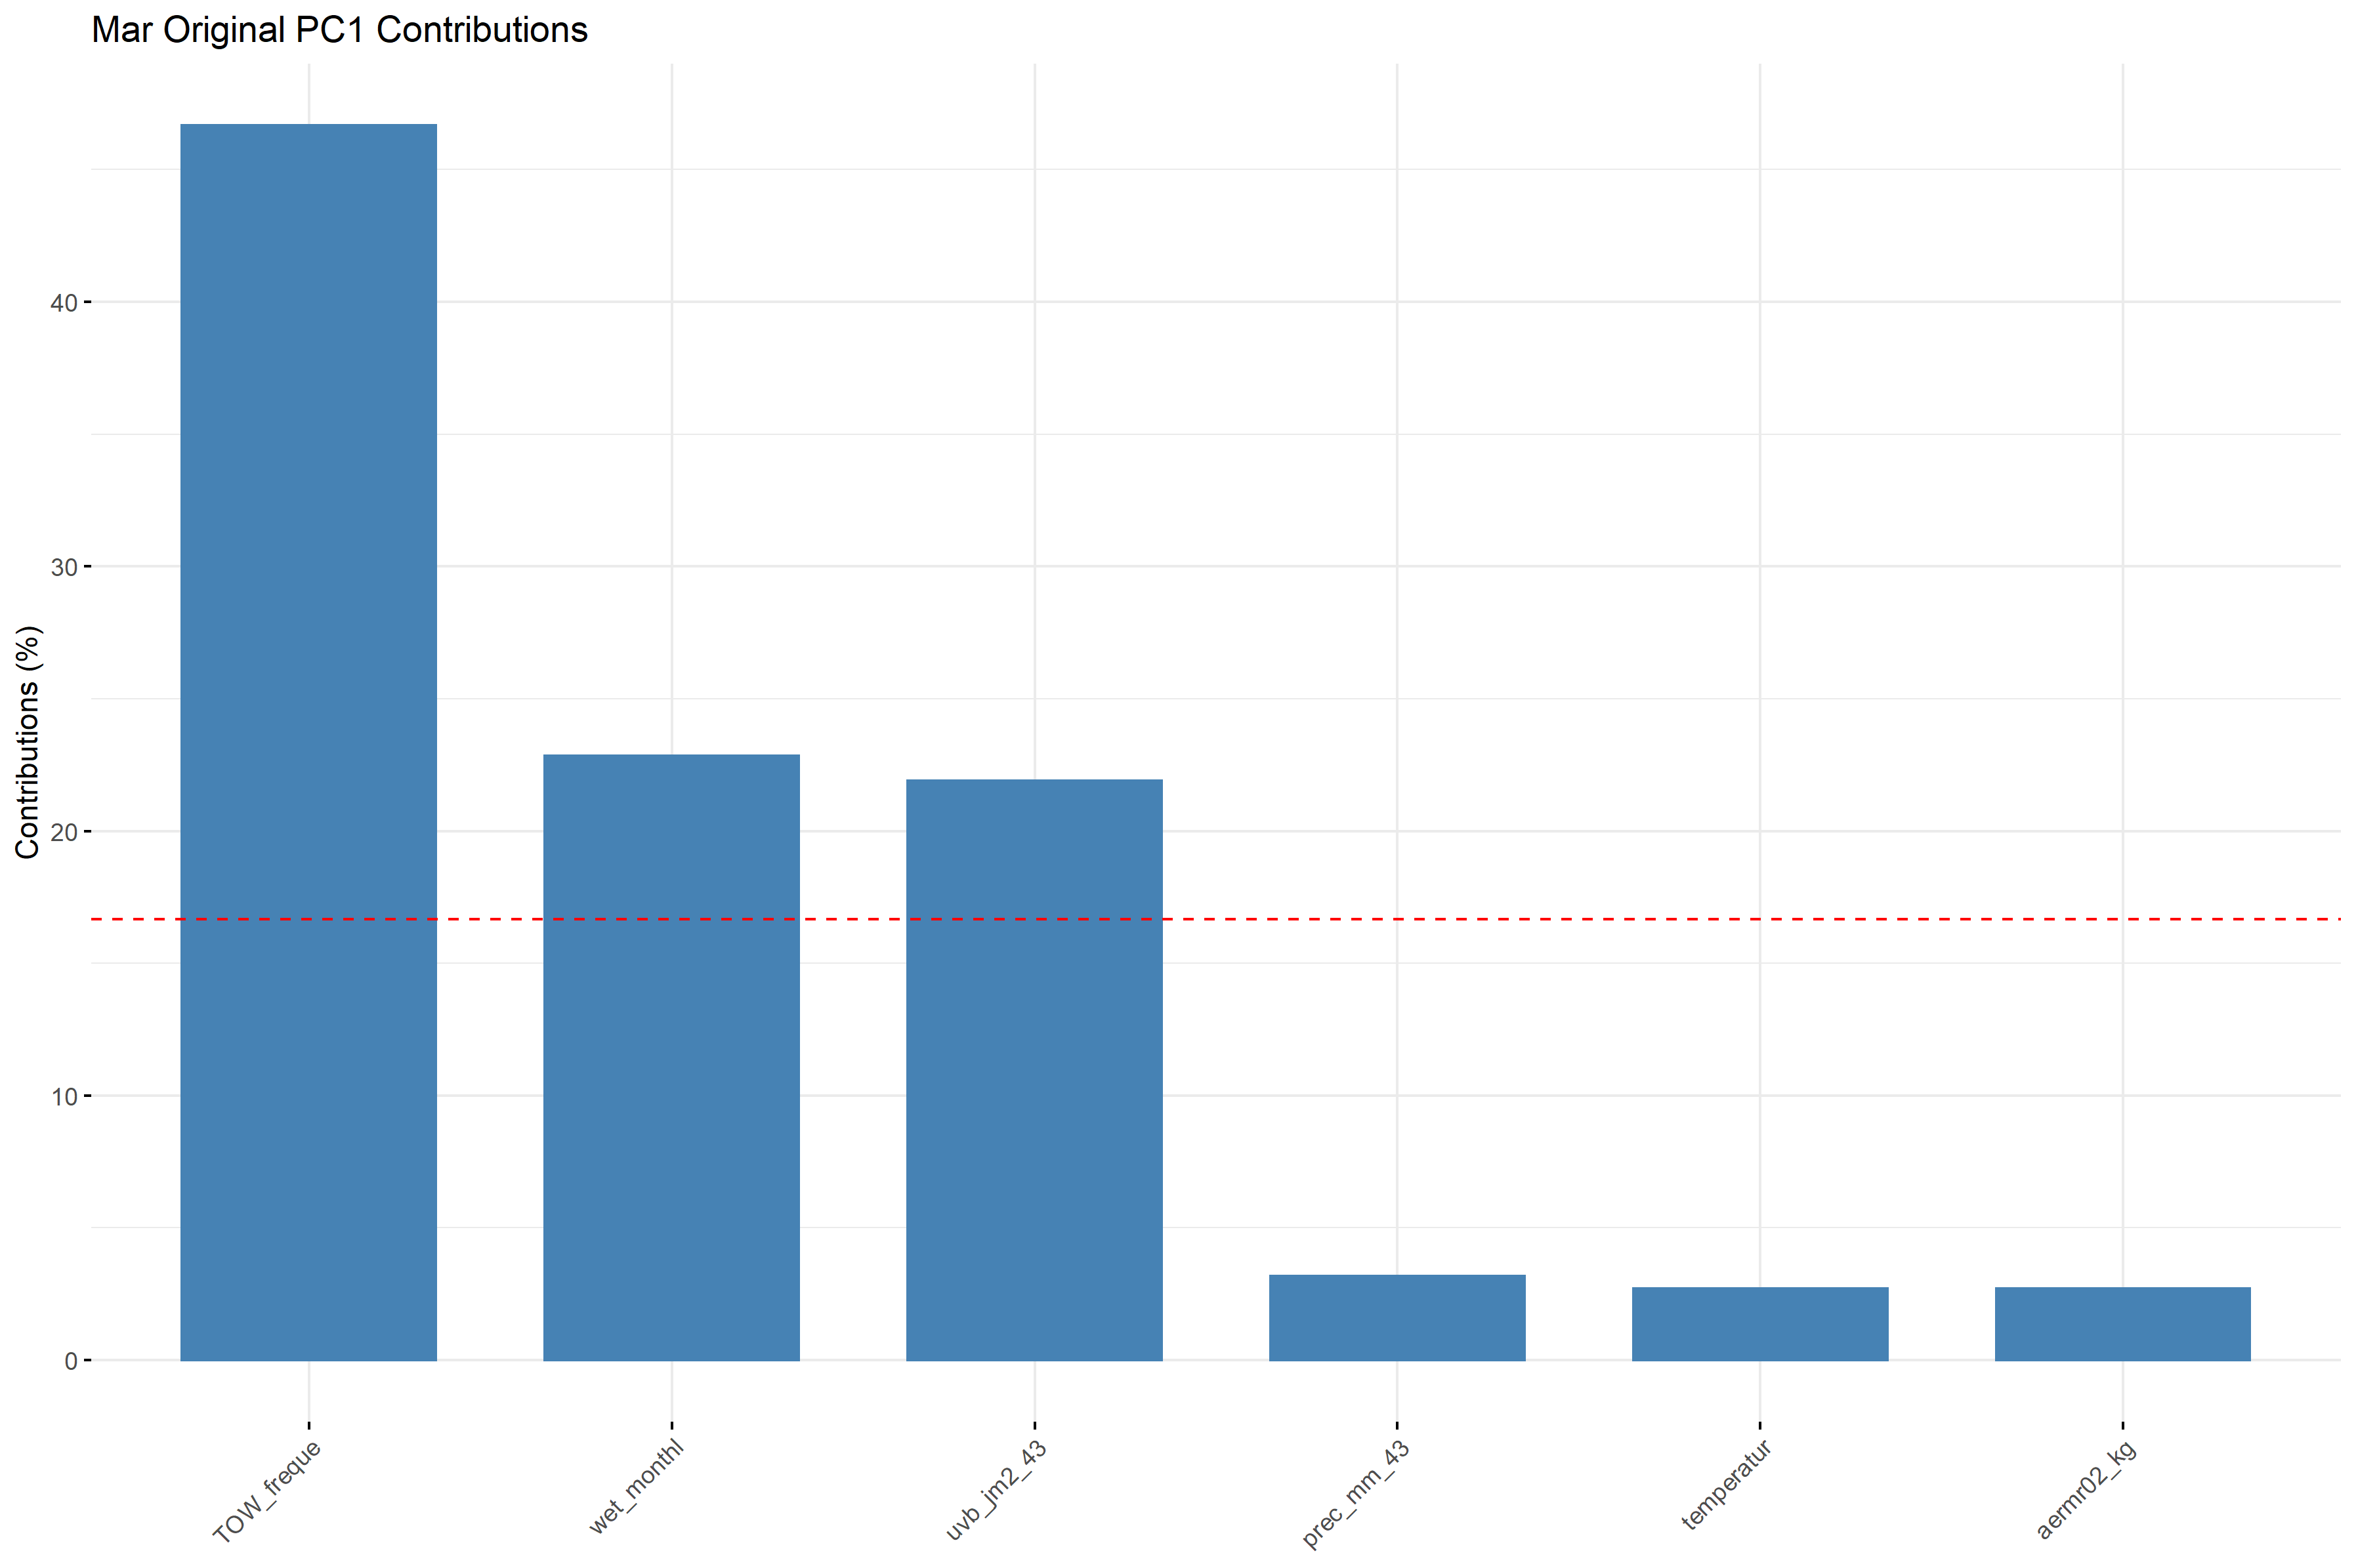 Mar Original PC1 Contributions
Contributions (%)
40
30
20
10
0
TOW_freque
wet_monthl
uvb_jm2_43
prec_mm_43
temperatur
aermr02_kg